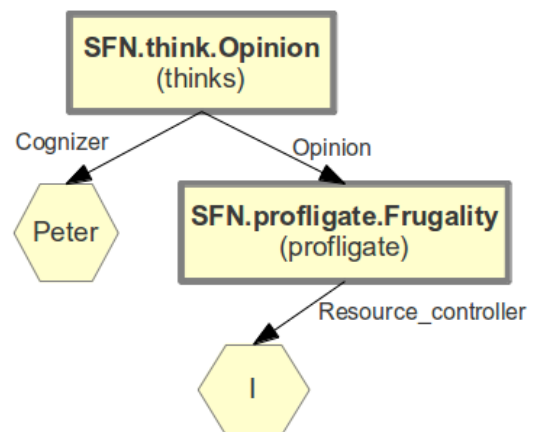 SFN.think.Opinion
(thinks)
Cognizer
Opinion
Peter
SFN.profligate.Frugality
(profligate)
Resource_controller
I